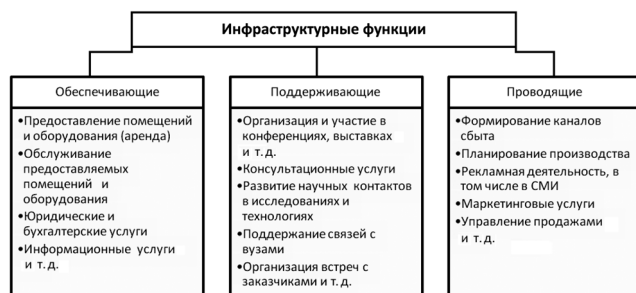 Инфраструктурные функции
Обеспечивающие
•Предоставление помещений
и оборудования (аренда)
•Обслуживание
предоставляемых
помещений и
оборудования
•Юридические и
бухгалтерские услуги
•Информационные услуги
и т.д.
Поддерживающие
•Организация и участие в
конференциях, выставках
и т.д.
•Консультационные услуги
•Развитие научных контактов
в исследованиях и
технологиях
•Поддержание связей с
вузами
•Организация встреч с
заказчиками и т.д.
Проводящие
•Формирование каналов
сбыта
•Планирование производства
•Рекламная деятельность, в
том числе в СМИ
•Маркетинговые услуги
•Управление продажами
и т.д.